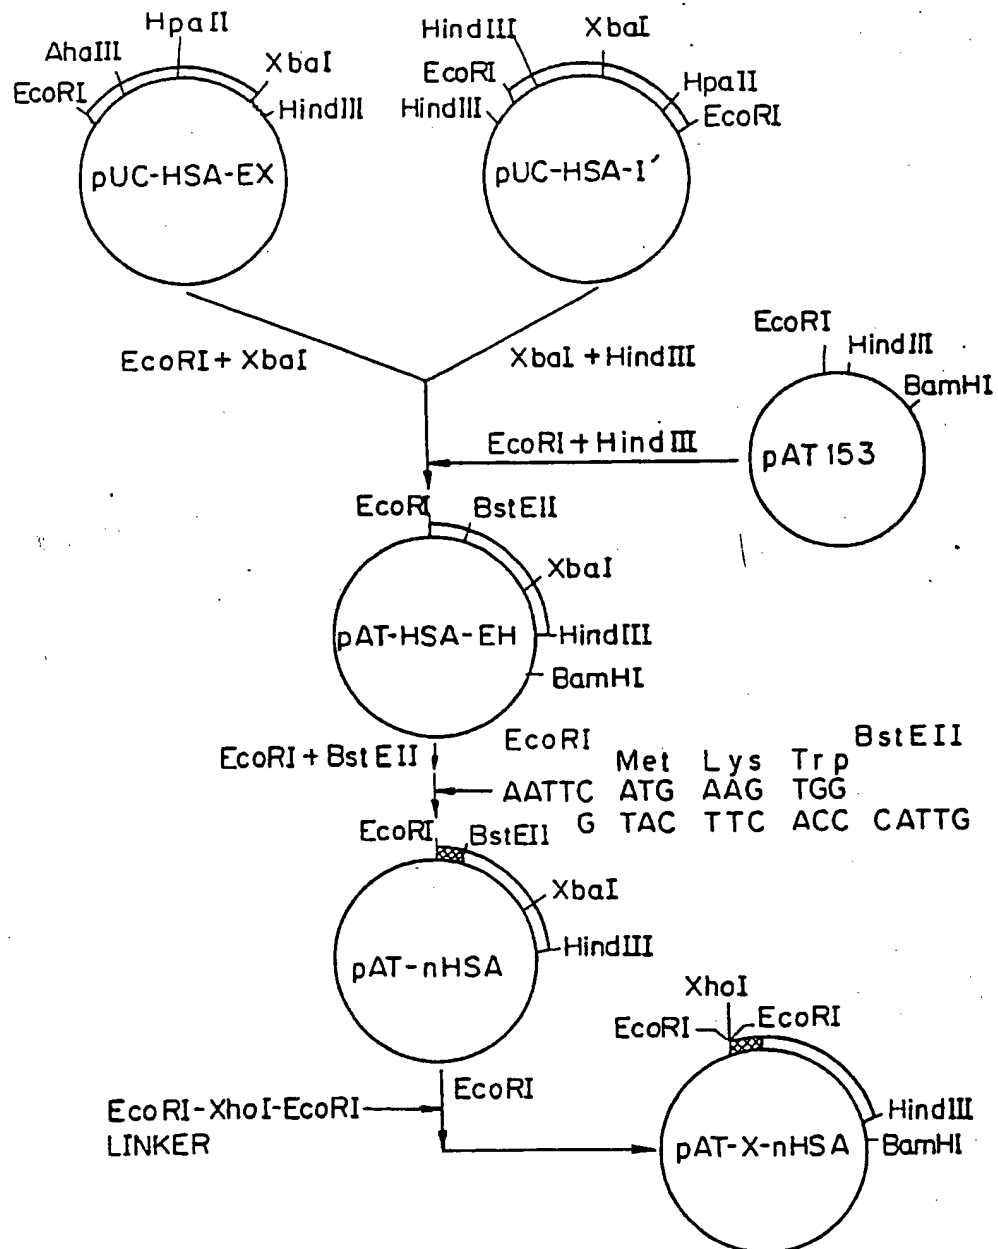 HpaII
AhaIII
XbaI
EcoRI
HindIII
pUC-HSA-EX
HindIII
XbaI
EcoRI
HpaII
HindIII
EcoRI
pUC-HSA-I′
EcoRI + XbaI
XbaI + HindIII
EcoRI
HindIII
BamHI
pAT 153
EcoRI + HindIII
EcoRI
BstEII
XbaI
HindIII
BamHI
pAT-HSA-EH
EcoRI + BstEII
EcoRI
BstEII
Met Lys Trp
AATTC ATG AAG TGG
G TAC TTC ACC CATTG
EcoRI
BstEII
XbaI
HindIII
pAT-nHSA
EcoRI
EcoRI-XhoI-EcoRI
LINKER
XhoI
EcoRI
EcoRI
HindIII
BamHI
pAT-X-nHSA